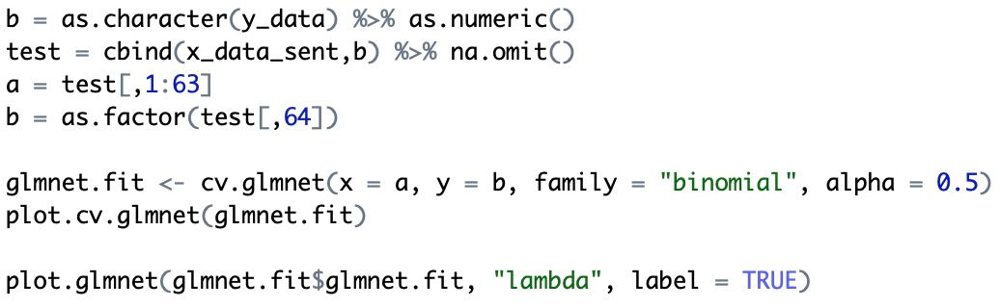 b = as.character(y_data) %>% as.numeric()
test = cbind(x_data_sent,b) %>% na.omit()
a = test[,1:63]
b = as.factor(test[,64])
glmnet.fit <- cv.glmnet(x = a, y = b, family = "binomial", alpha = 0.5)
plot.cv.glmnet(glmnet.fit)
plot.glmnet(glmnet.fit$glmnet.fit, "lambda", label = TRUE)